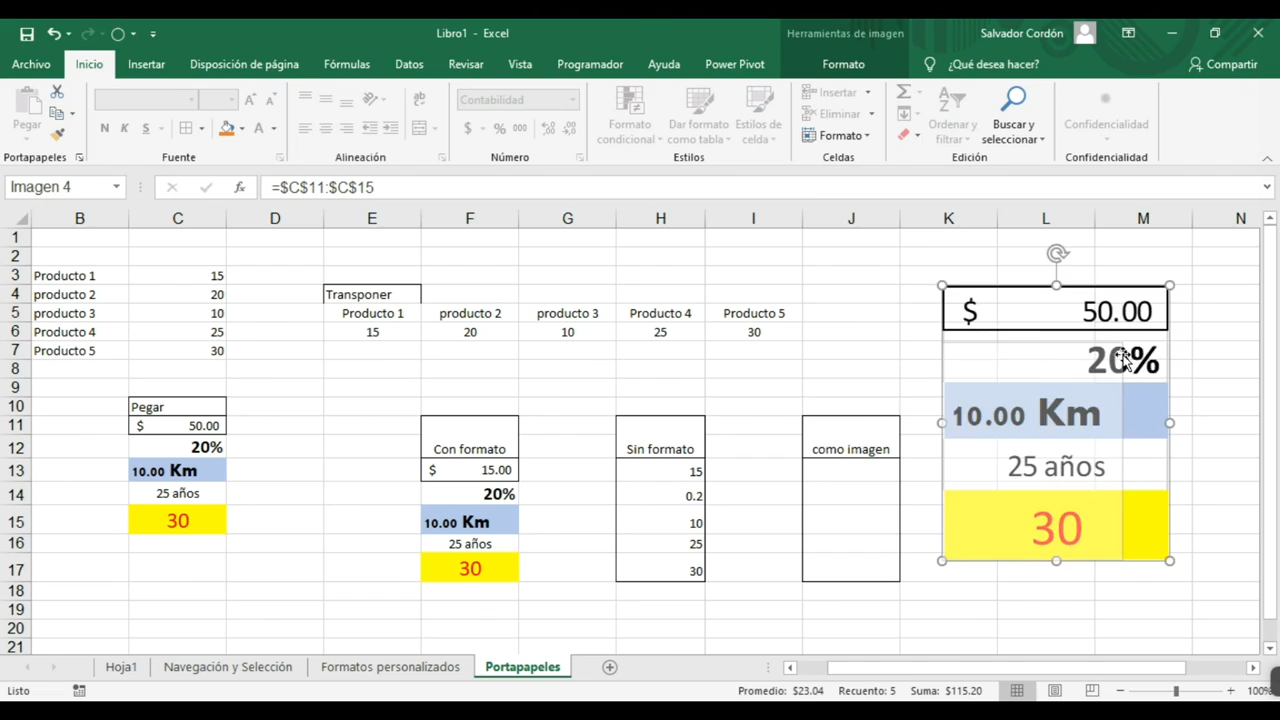 Libro1 - Excel
Herramientas de imagen
Salvador Cordón
Archivo Inicio Insertar Disposición de página Fórmulas Datos Revisar Vista Programador Ayuda Power Pivot Formato ¿Qué desea hacer? Compartir
Pegar
N K S
A A
Contabilidad
$ % 000
Formato condicional
Dar formato como tabla
Estilos de celda
Insertar
Eliminar
Formato
Ordenar y filtrar
Buscar y seleccionar
Confidencialidad
Portapapeles Fuente Alineación Número Estilos Celdas Edición Confidencialidad
Imagen 4 fx =$C$11:$C$15
B C D E F G H I J K L M N
1
2
3 Producto 1 15
4 producto 2 20 Transponer
5 producto 3 10 Producto 1 producto 2 producto 3 Producto 4 Producto 5
6 Producto 4 25 15 20 10 25 30
7 Producto 5 30
8
9
10 Pegar
11 $ 50.00
12 20% Con formato Sin formato como imagen
13 10.00 Km $ 15.00 15
14 25 años 20% 0.2
15 30 10.00 Km 10
16 25 años 25
17 30 30
18
19
20
21
$ 50.00
20%
10.00 Km
25 años
30
Hoja1 Navegación y Selección Formatos personalizados Portapapeles
Listo Promedio: $23.04 Recuento: 5 Suma: $115.20 100%